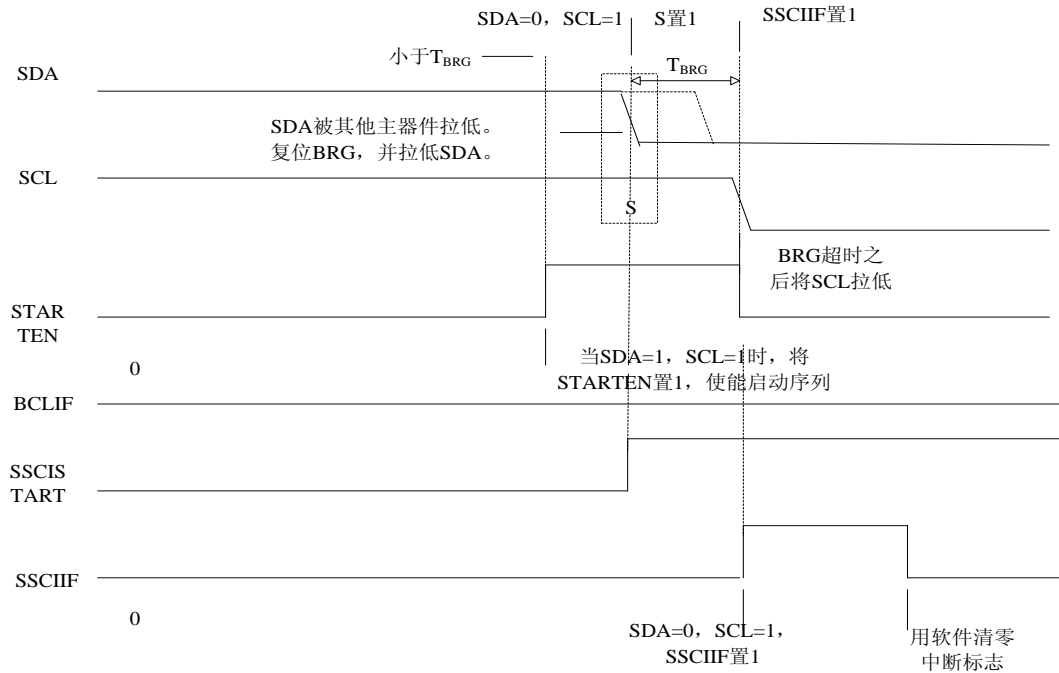 SDA=0，SCL=1
S置1
SSCIIF置1
小于TBRG
TBRG
SDA
SDA被其他主器件拉低。
复位BRG，并拉低SDA。
SCL
S
BRG超时之
后将SCL拉低
STAR
TEN
0
当SDA=1，SCL=1时，将
STARTEN置1，使能启动序列
BCLIF
SSCIS
TART
SSCIIF
0
SDA=0，SCL=1，
SSCIIF置1
用软件清零
中断标志